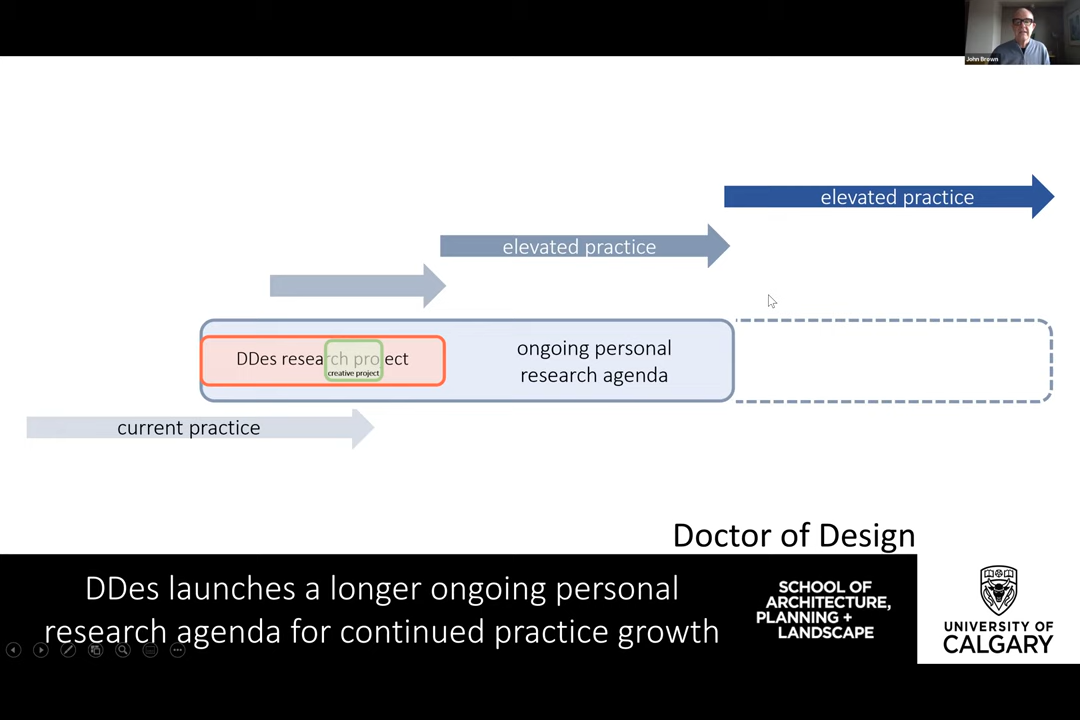 John Brown
elevated practice
elevated practice
DDes research project
creative project
ongoing personal
research agenda
current practice
Doctor of Design
DDes launches a longer ongoing personal
research agenda for continued practice growth
SCHOOL OF
ARCHITECTURE,
PLANNING +
LANDSCAPE
UNIVERSITY OF
CALGARY